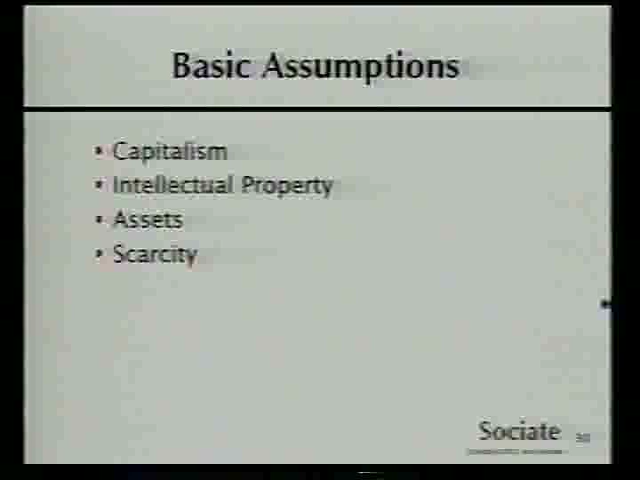 Basic Assumptions
• Capitalism
• Intellectual Property
• Assets
• Scarcity
Sociate